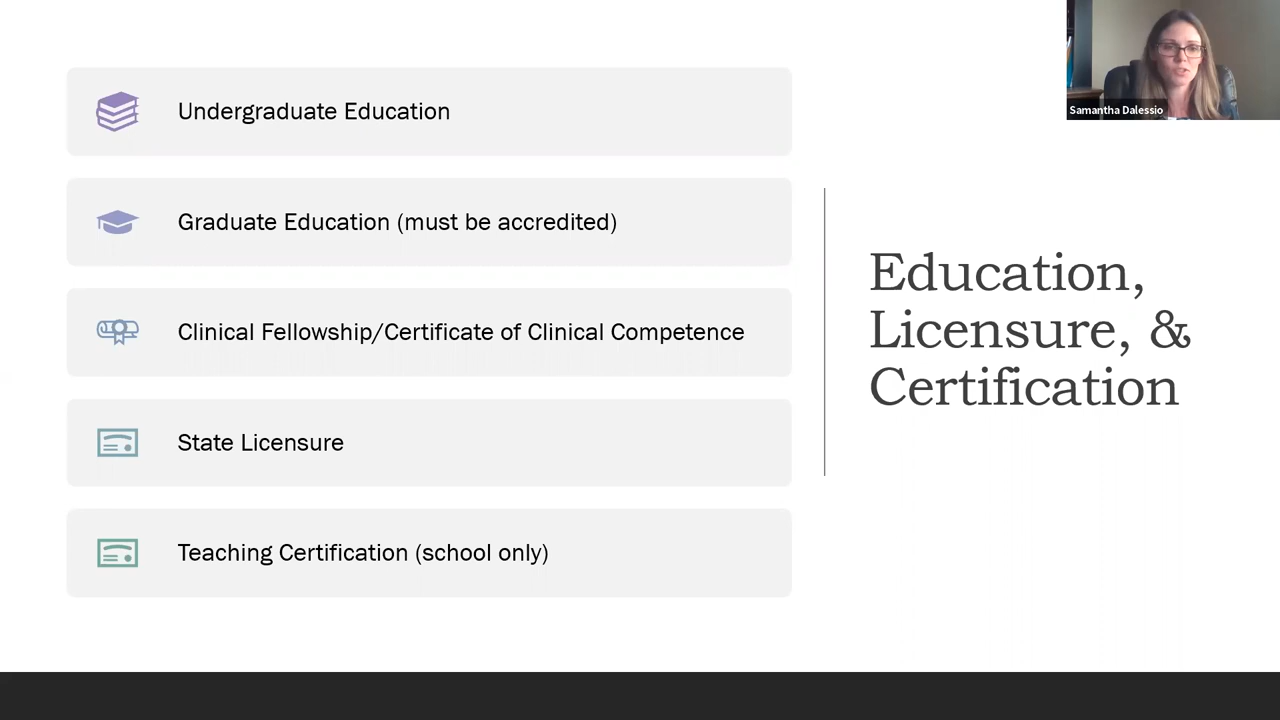 Undergraduate Education
Graduate Education (must be accredited)
Clinical Fellowship/Certificate of Clinical Competence
State Licensure
Teaching Certification (school only)
Education,
Licensure, &
Certification
Samantha Dalessio